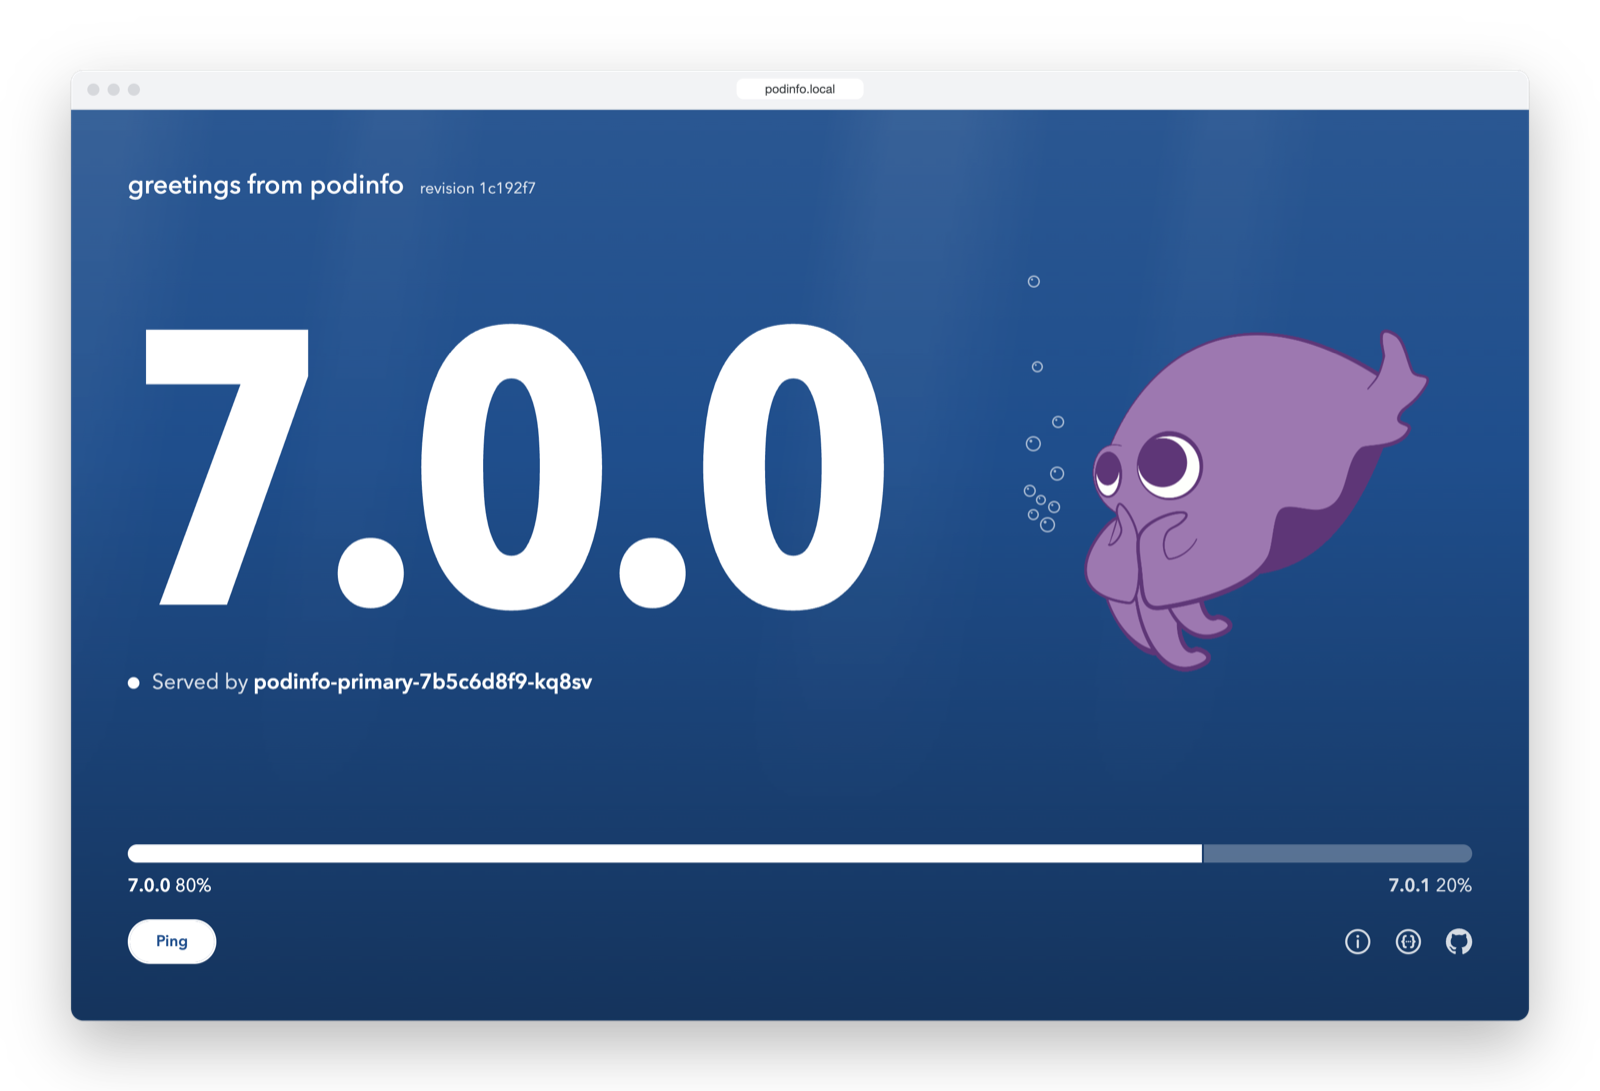 podinfo.local
greetings from podinfo revision 1c192f7
7.0.0
Served by podinfo-primary-7b5c6d8f9-kq8sv
7.0.0 80% 7.0.1 20%
Ping